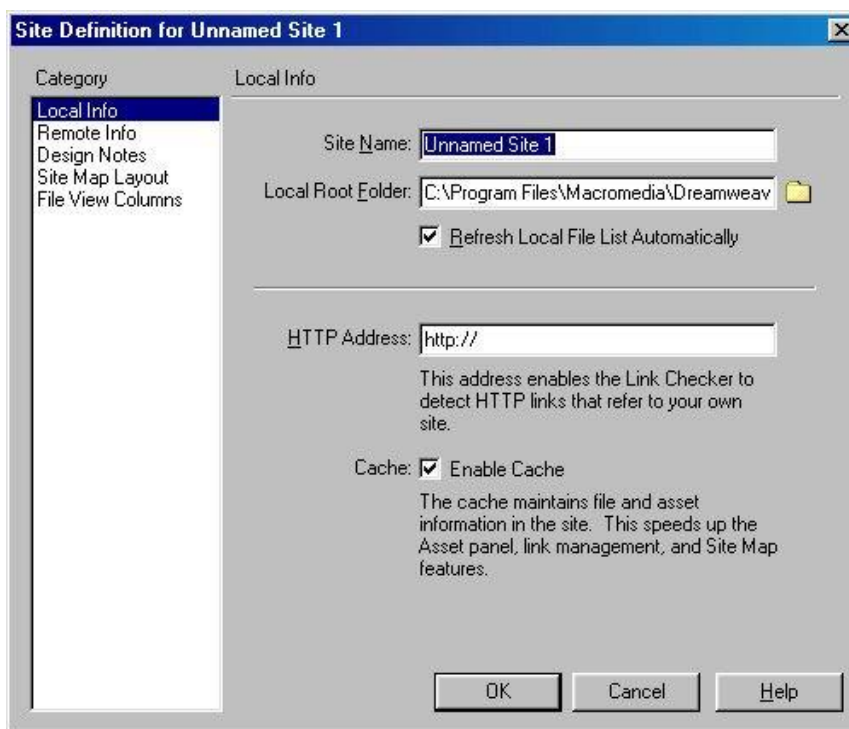 Site Definition for Unnamed Site 1
Category
Local Info
Remote Info
Design Notes
Site Map Layout
File View Columns
Local Info
Site Name: Unnamed Site 1
Local Root Folder: C:\Program Files\Macromedia\Dreamweav
Refresh Local File List Automatically
HTTP Address: http://
This address enables the Link Checker to
detect HTTP links that refer to your own
site.
Cache: Enable Cache
The cache maintains file and asset
information in the site. This speeds up the
Asset panel, link management, and Site Map
features.
OK Cancel Help